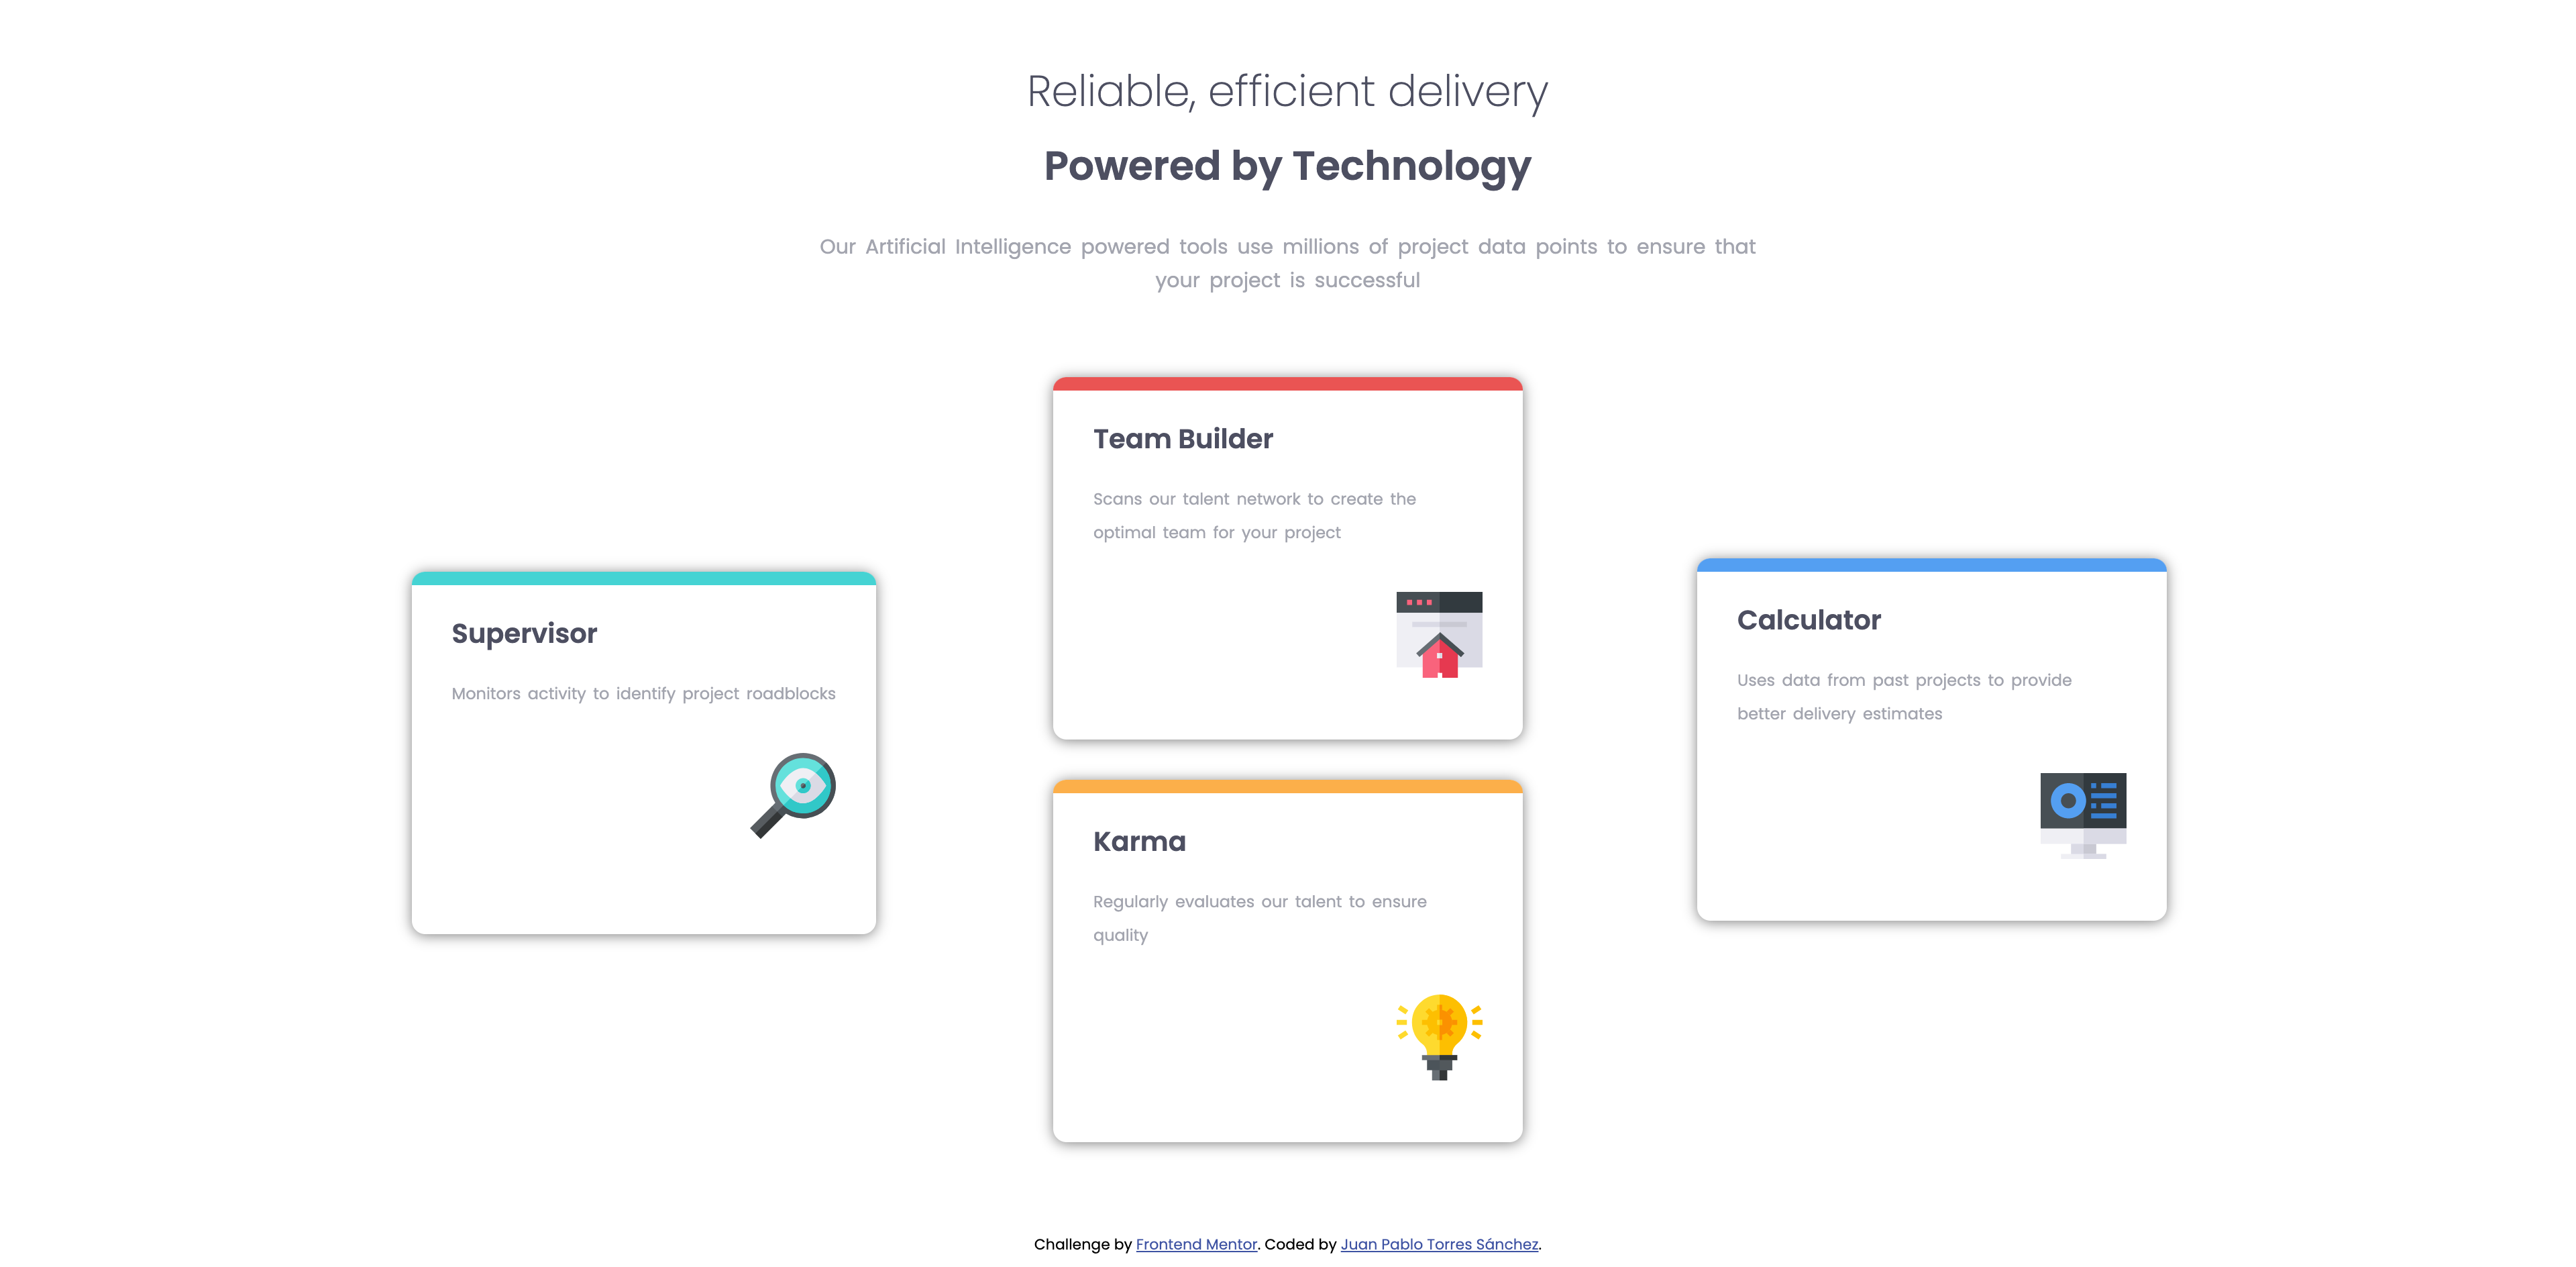 Reliable, efficient delivery
Powered by Technology
Our Artificial Intelligence powered tools use millions of project data points to ensure that
your project is successful
Supervisor
Monitors activity to identify project roadblocks
Team Builder
Scans our talent network to create the
optimal team for your project
Karma
Regularly evaluates our talent to ensure
quality
Calculator
Uses data from past projects to provide
better delivery estimates
Challenge by Frontend Mentor. Coded by Juan Pablo Torres Sánchez.